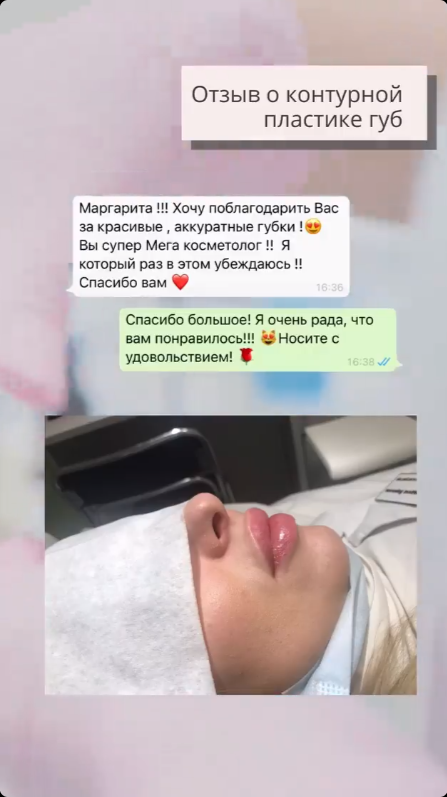 Отзыв о контурной
пластике губ
Маргарита !!! Хочу поблагодарить Вас
за красивые , аккуратные губки !😍
Вы супер Мега косметолог !! Я
который раз в этом убеждаюсь !!
Спасибо вам ❤️
16:36
Спасибо большое! Я очень рада, что
вам понравилось!!! 😻Носите с
удовольствием! 🌹
16:38